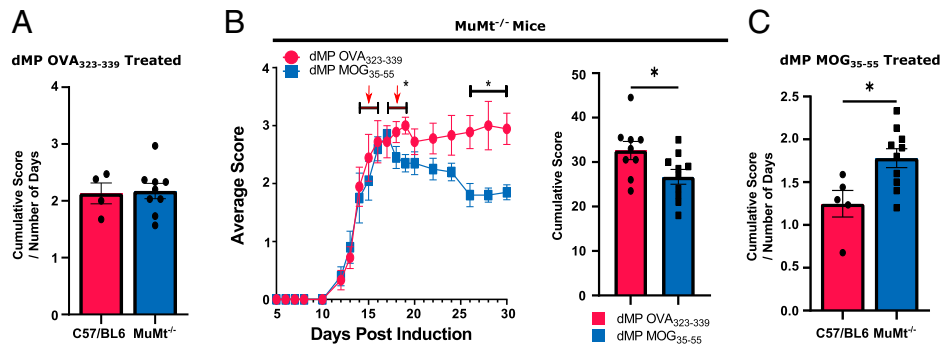 A
dMP OVA323-339 Treated
Cumulative Score
/ Number of Days
4
3
2
1
0
C57/BL6 MuMt-/-
B
MuMt-/- Mice
dMP OVA323-339
dMP MOG35-55
Average Score
4
3
2
1
0
* *
5 10 15 20 25 30
Days Post Induction
Cumulative Score
50
40
30
20
10
0
*
dMP OVA323-339
dMP MOG35-55
C
dMP MOG35-55 Treated
Cumulative Score
/ Number of Days
2.5
2.0
1.5
1.0
0.5
0.0
*
C57/BL6 MuMt-/-